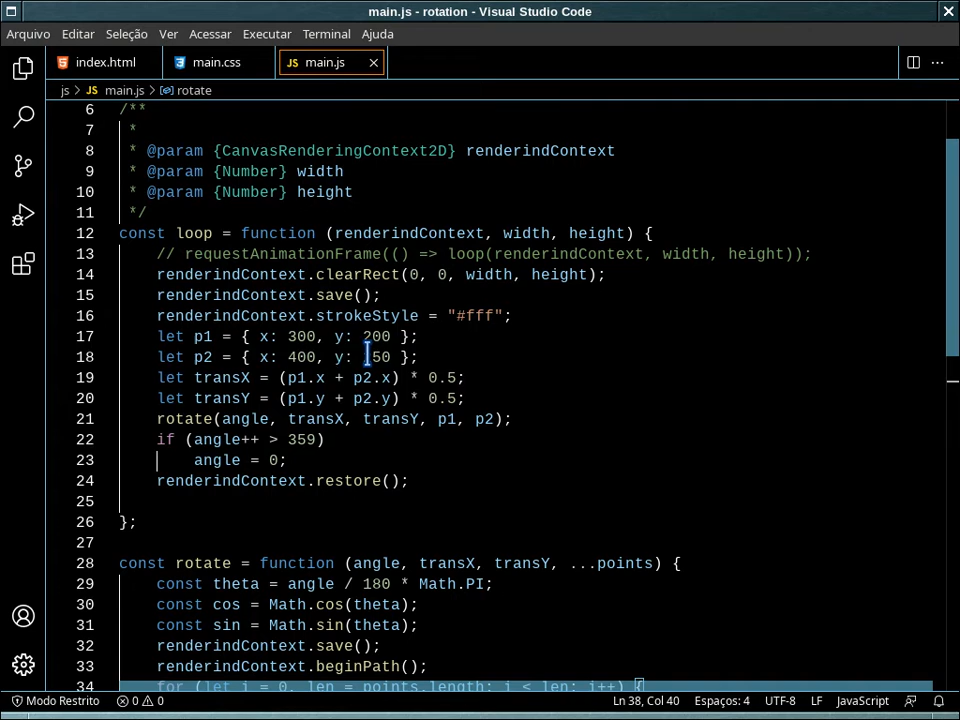 main.js - rotation - Visual Studio Code
Arquivo Editar Seleção Ver Acessar Executar Terminal Ajuda
index.html main.css JS main.js
js > JS main.js > rotate
6 /**
7 *
8 * @param {CanvasRenderingContext2D} renderindContext
9 * @param {Number} width
10 * @param {Number} height
11 */
12 const loop = function (renderindContext, width, height) {
13 // requestAnimationFrame(() => loop(renderindContext, width, height));
14 renderindContext.clearRect(0, 0, width, height);
15 renderindContext.save();
16 renderindContext.strokeStyle = "#fff";
17 let p1 = { x: 300, y: 200 };
18 let p2 = { x: 400, y: 50 };
19 let transX = (p1.x + p2.x) * 0.5;
20 let transY = (p1.y + p2.y) * 0.5;
21 rotate(angle, transX, transY, p1, p2);
22 if (angle++ > 359)
23 angle = 0;
24 renderindContext.restore();
25
26 };
27
28 const rotate = function (angle, transX, transY, ...points) {
29 const theta = angle / 180 * Math.PI;
30 const cos = Math.cos(theta);
31 const sin = Math.sin(theta);
32 renderindContext.save();
33 renderindContext.beginPath();
34 for (let i = 0, len = points.length; i < len; i++) {
Modo Restrito 0 0 Ln 38, Col 40 Espaços: 4 UTF-8 LF JavaScript